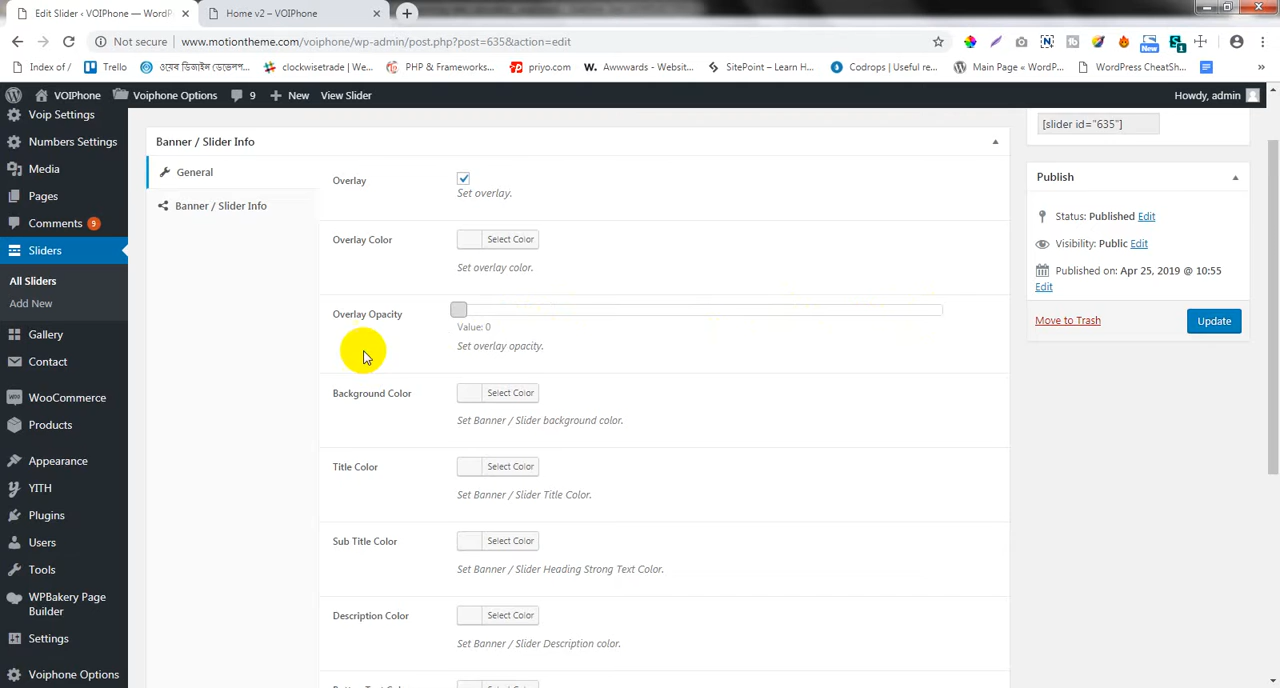 Edit Slider ‹ VOIPhone — WordP
Home v2 – VOIPhone
Not secure | www.motiontheme.com/voiphone/wp-admin/post.php?post=635&action=edit
New
Index of /
Trello
ওয়েব ডিজাইন ডেভেলপ...
clockwisetrade | We...
PHP & Frameworks...
priyo.com
W. Awwwards - Websit...
SitePoint – Learn H...
Codrops | Useful re...
Main Page « WordP...
WordPress CheatSh...
»
VOIPhone
Voiphone Options
9
New
View Slider
Howdy, admin
Voip Settings
Numbers Settings
Media
Pages
Comments 9
Sliders
All Sliders
Add New
Gallery
Contact
WooCommerce
Products
Appearance
YITH
Plugins
Users
Tools
WPBakery Page
Builder
Settings
Voiphone Options
Banner / Slider Info
General
Banner / Slider Info
Overlay
Set overlay.
Overlay Color
Select Color
Set overlay color.
Overlay Opacity
Value: 0
Set overlay opacity.
Background Color
Select Color
Set Banner / Slider background color.
Title Color
Select Color
Set Banner / Slider Title Color.
Sub Title Color
Select Color
Set Banner / Slider Heading Strong Text Color.
Description Color
Select Color
Set Banner / Slider Description color.
[slider id="635"]
Publish
Status: Published Edit
Visibility: Public Edit
Published on: Apr 25, 2019 @ 10:55
Edit
Move to Trash
Update